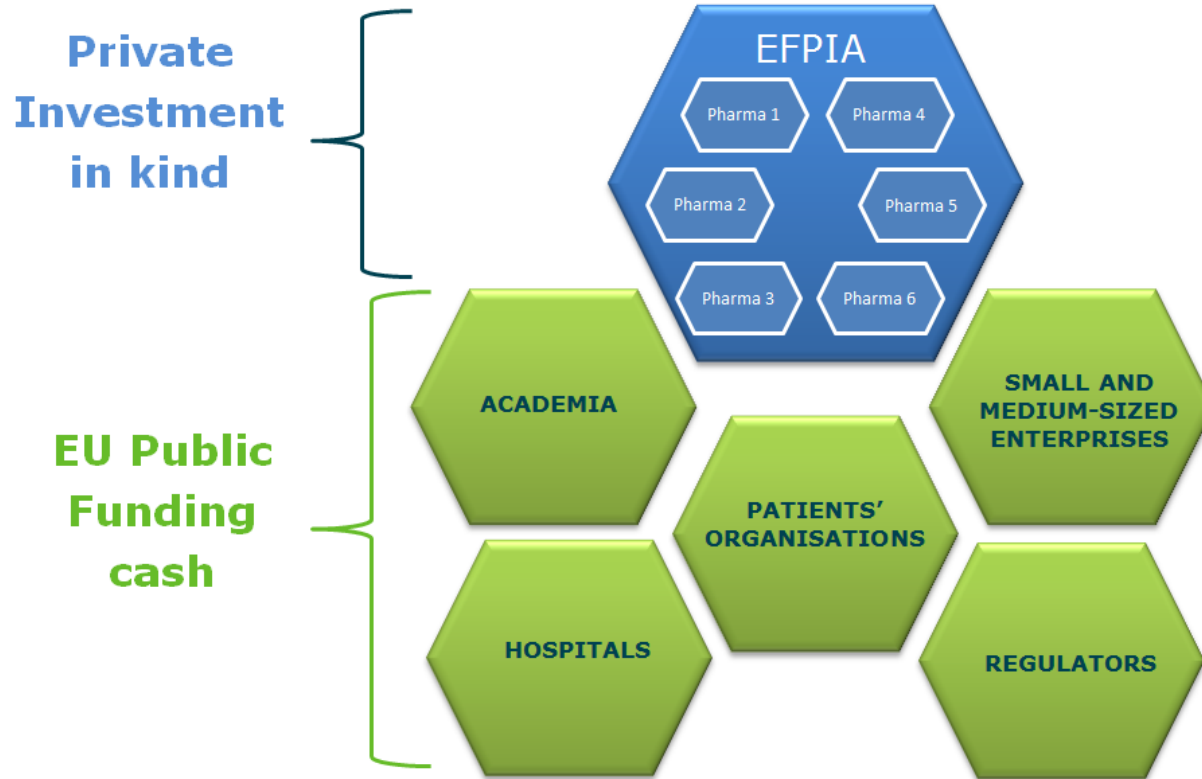 Private
Investment
in kind
EFPIA
Pharma 1
Pharma 4
Pharma 2
Pharma 5
Pharma 3
Pharma 6
EU Public
Funding
cash
ACADEMIA
SMALL AND
MEDIUM-SIZED
ENTERPRISES
PATIENTS’
ORGANISATIONS
HOSPITALS
REGULATORS